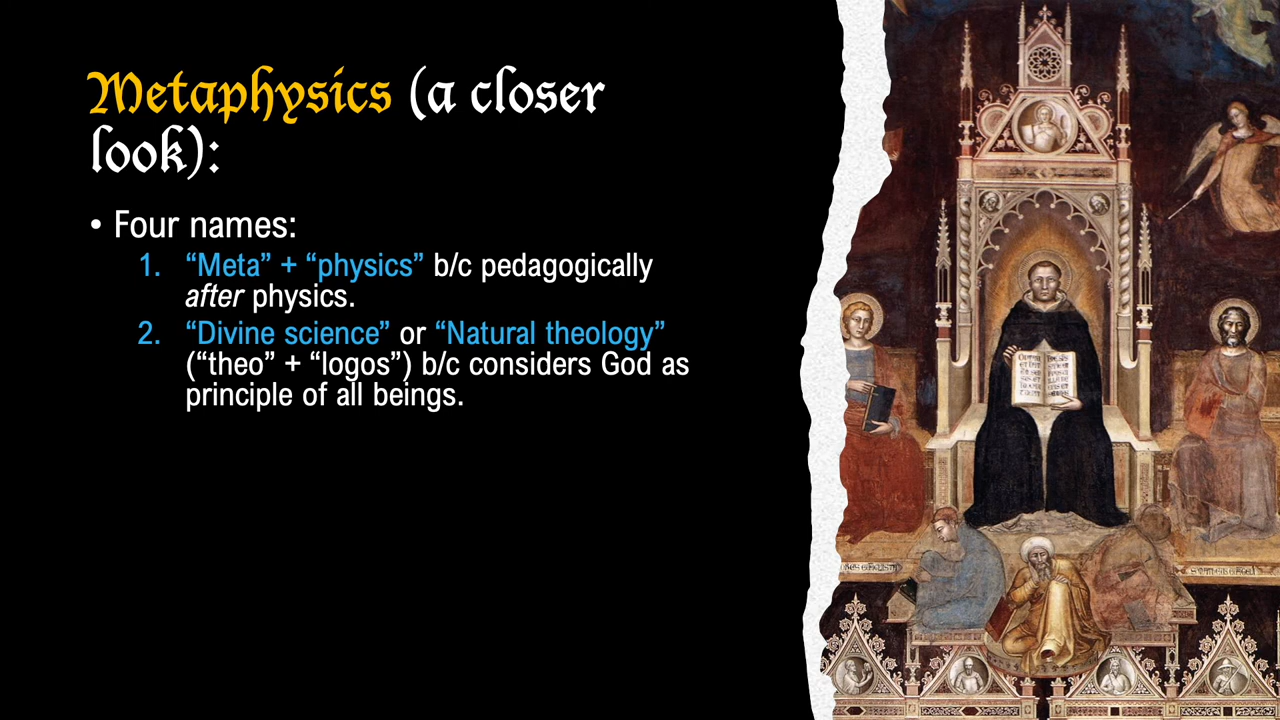 Metaphysics (a closer
look):
• Four names:
1. “Meta” + “physics” b/c pedagogically
after physics.
2. “Divine science” or “Natural theology”
(“theo” + “logos”) b/c considers God as
principle of all beings.